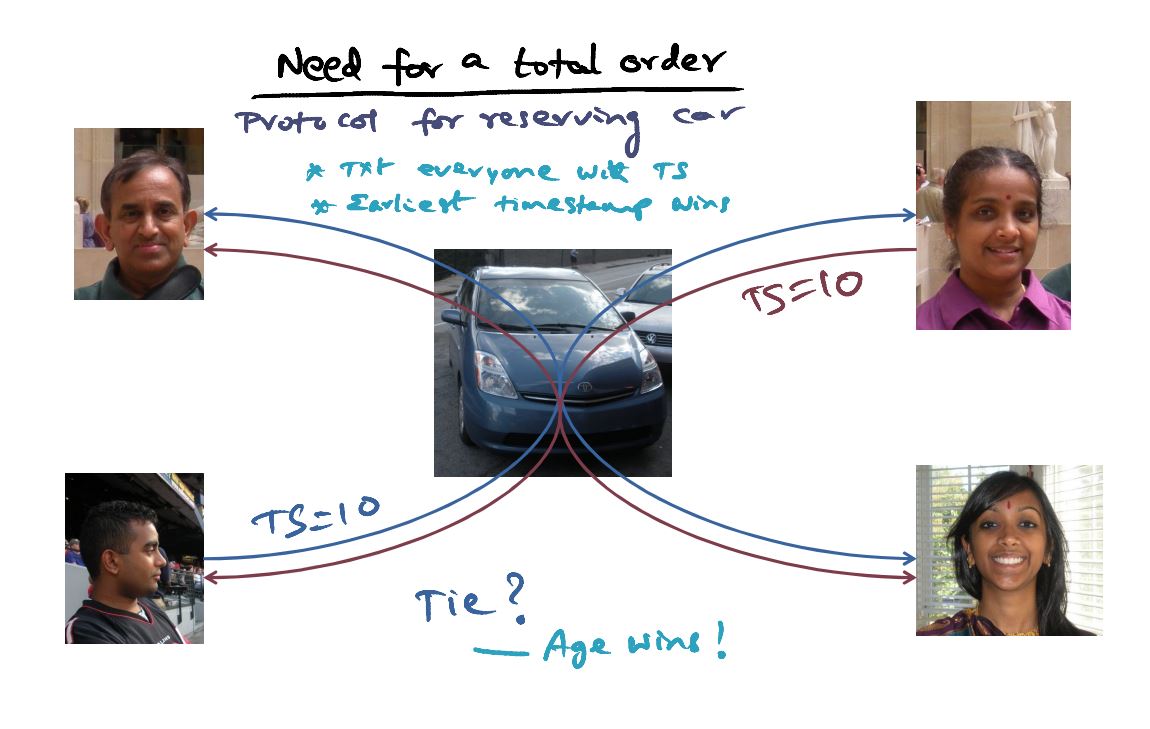 Need for a total order
Protocol for reserving car
* Txt everyone with TS
* Earliest timestamp wins
TS=10
TS=10
Tie?
— Age wins!